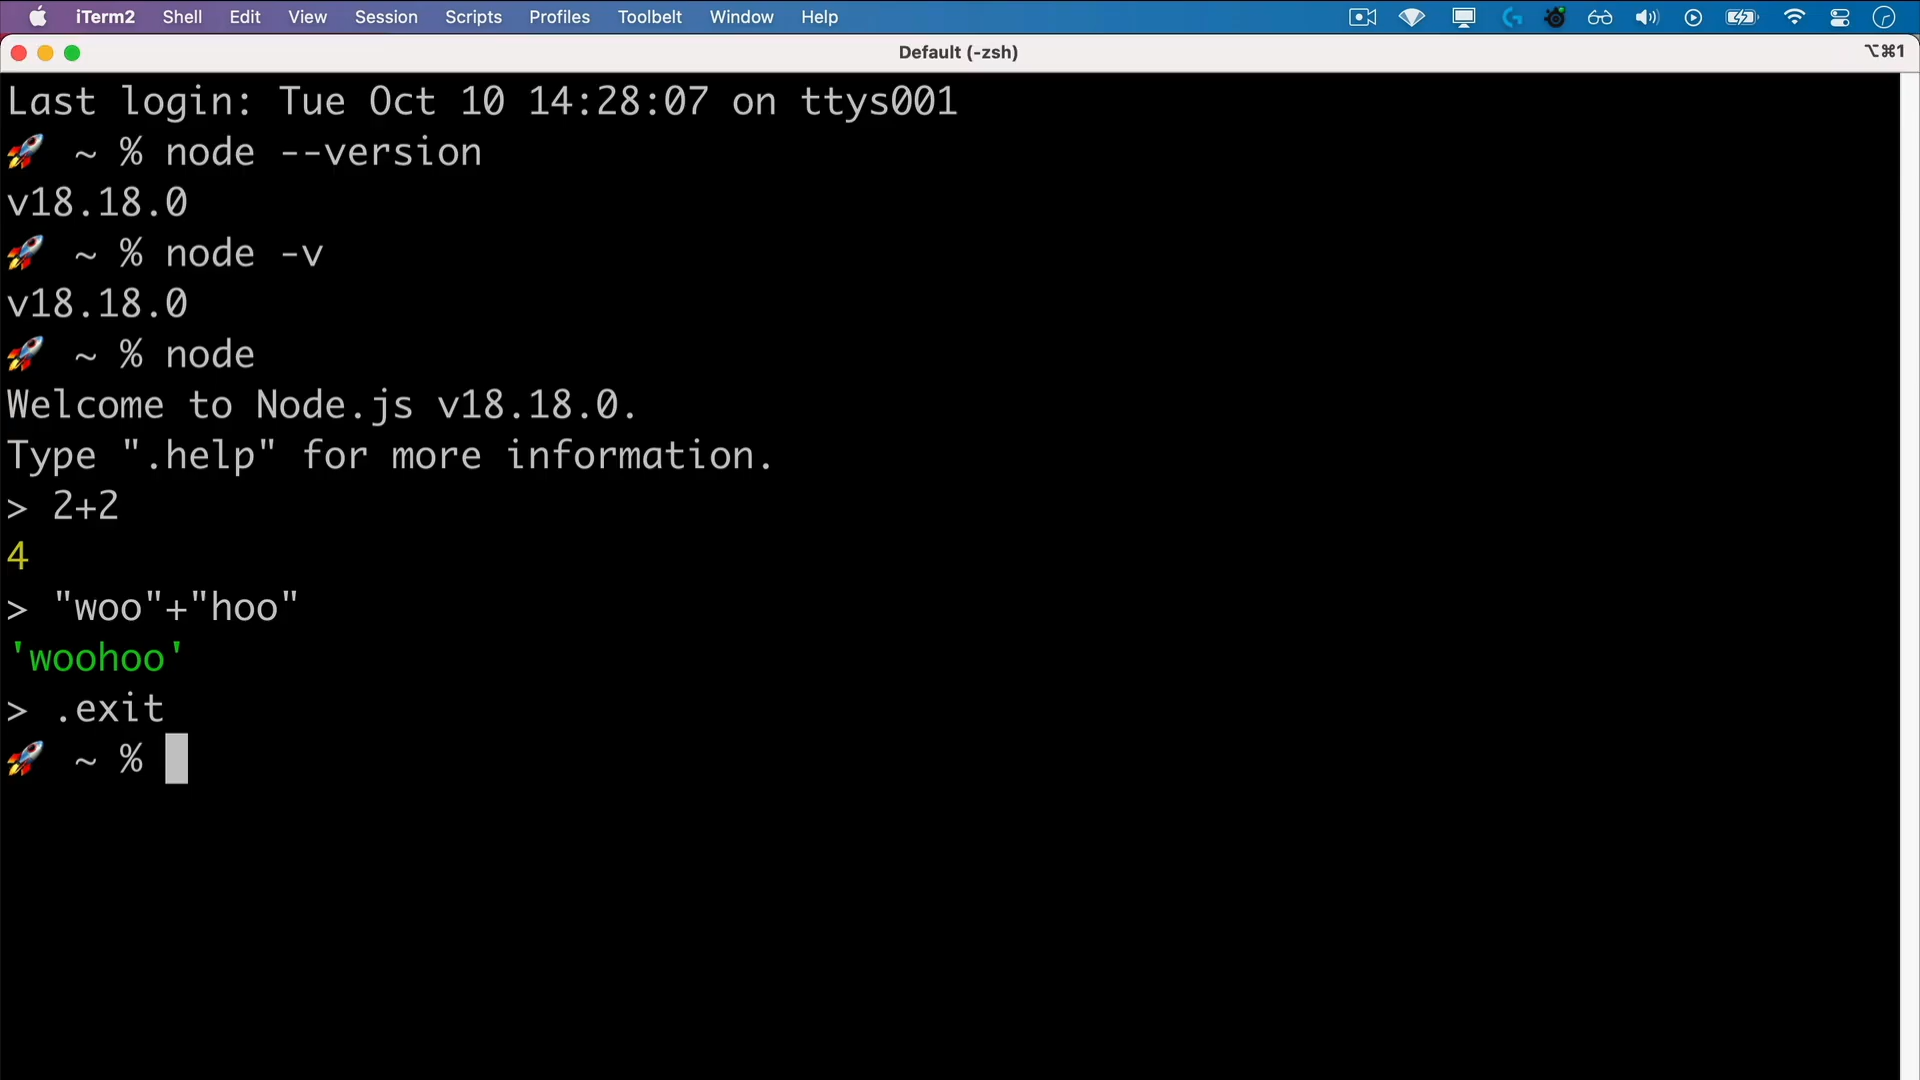 iTerm2 Shell Edit View Session Scripts Profiles Toolbelt Window Help
Default (-zsh) ⌥⌘1
Last login: Tue Oct 10 14:28:07 on ttys001
🚀 ~ % node --version
v18.18.0
🚀 ~ % node -v
v18.18.0
🚀 ~ % node
Welcome to Node.js v18.18.0.
Type ".help" for more information.
> 2+2
4
> "woo"+"hoo"
'woohoo'
> .exit
🚀 ~ %